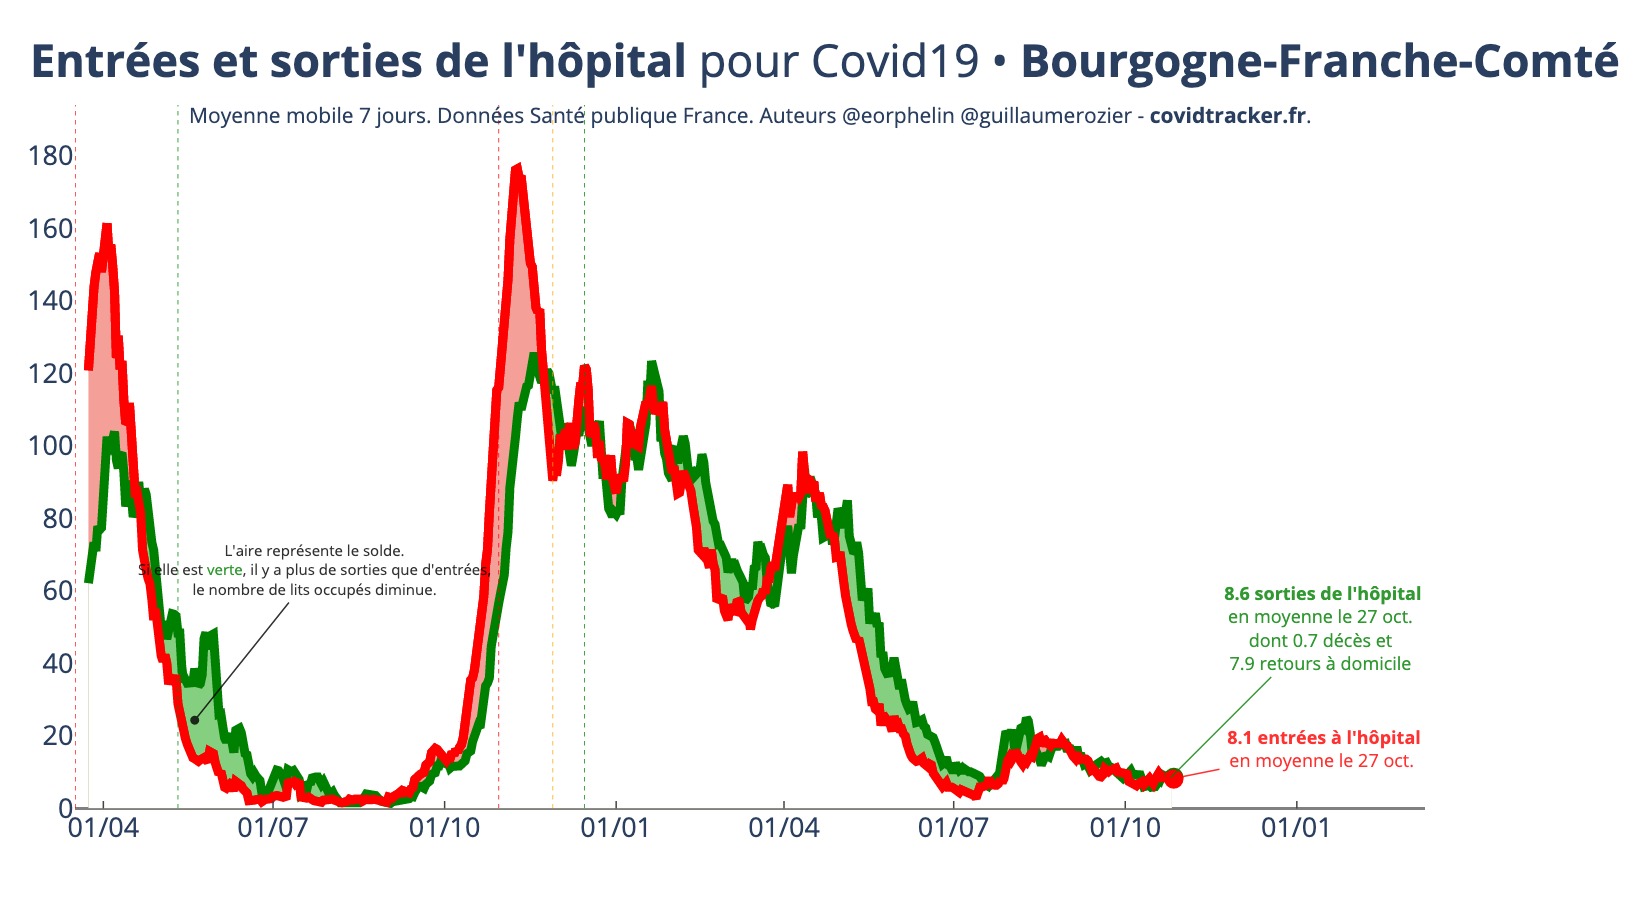 Entrées et sorties de l'hôpital pour Covid19 • Bourgogne-Franche-Comté
Moyenne mobile 7 jours. Données Santé publique France. Auteurs @eorphelin @guillaumerozier - covidtracker.fr.
180
160
140
120
100
80
60
40
20
0
L'aire représente le solde.
Si elle est verte, il y a plus de sorties que d'entrées,
le nombre de lits occupés diminue.
8.6 sorties de l'hôpital
en moyenne le 27 oct.
dont 0.7 décès et
7.9 retours à domicile
8.1 entrées à l'hôpital
en moyenne le 27 oct.
01/04 01/07 01/10 01/01 01/04 01/07 01/10 01/01